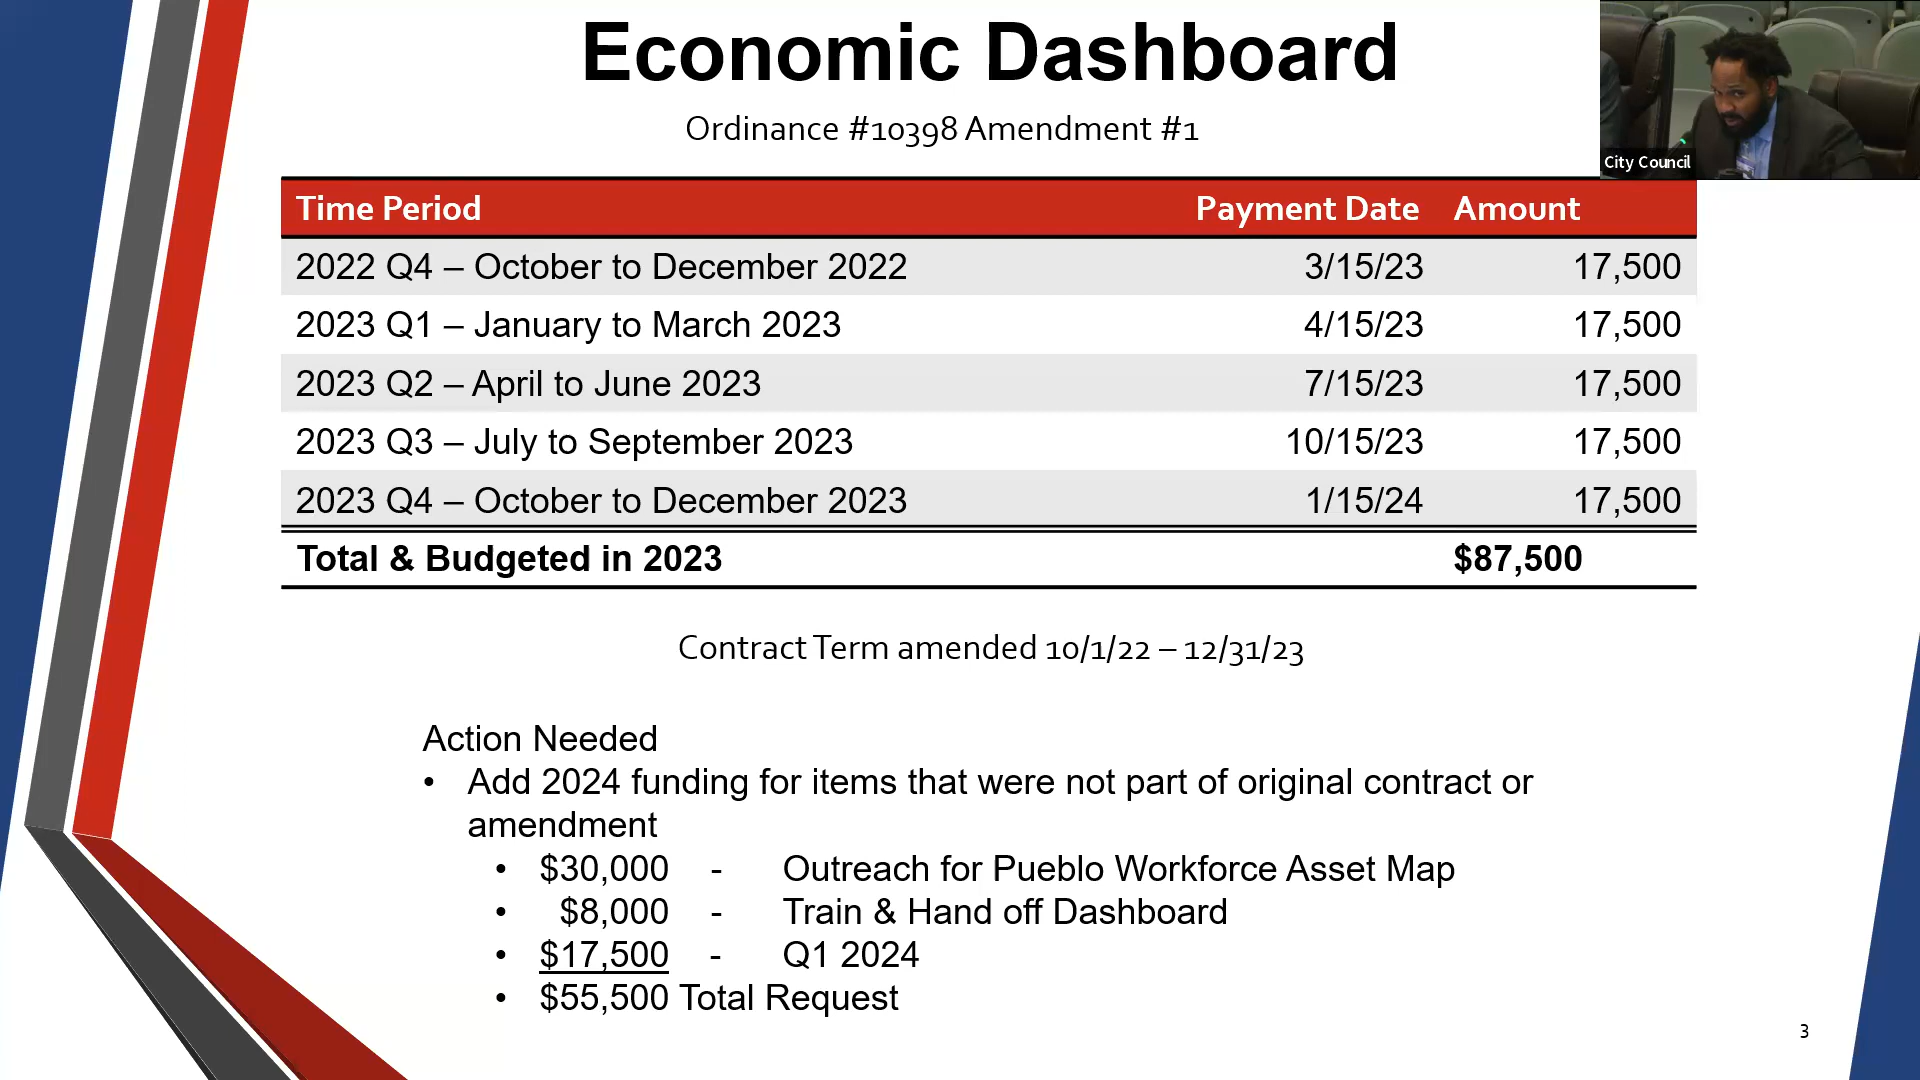 Economic Dashboard
Ordinance #10398 Amendment #1
City Council
Time Period Payment Date Amount
2022 Q4 – October to December 2022 3/15/23 17,500
2023 Q1 – January to March 2023 4/15/23 17,500
2023 Q2 – April to June 2023 7/15/23 17,500
2023 Q3 – July to September 2023 10/15/23 17,500
2023 Q4 – October to December 2023 1/15/24 17,500
Total & Budgeted in 2023 $87,500
Contract Term amended 10/1/22 – 12/31/23
Action Needed
• Add 2024 funding for items that were not part of original contract or
amendment
• $30,000 - Outreach for Pueblo Workforce Asset Map
• $8,000 - Train & Hand off Dashboard
• $17,500 - Q1 2024
• $55,500 Total Request
3